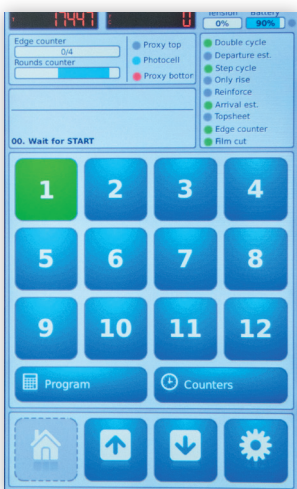 Tension Battery
0% 90%
Edge counter
0/4
Rounds counter
Proxy top
Photocell
Proxy bottor
Double cycle
Departure est.
Step cycle
Only rise
Reinforce
Arrival est.
Topsheet
Edge counter
Film cut
00. Wait for START
1 2 3 4
5 6 7 8
9 10 11 12
Program Counters